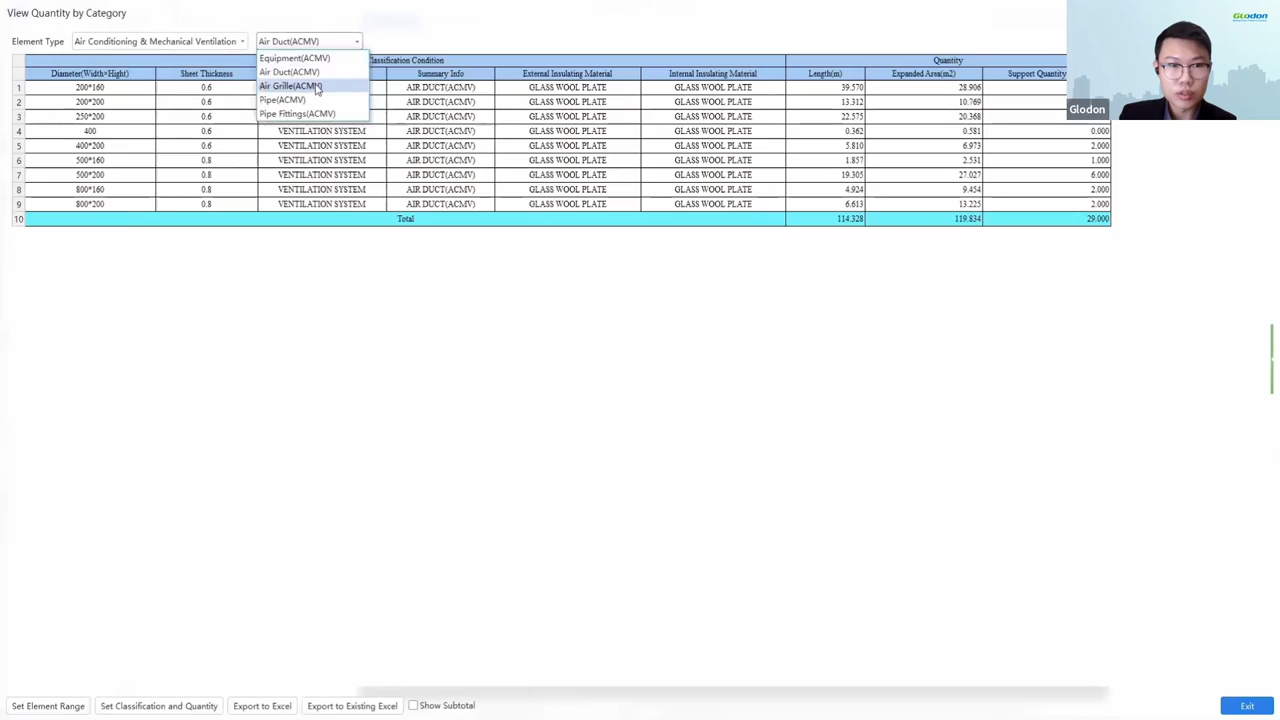 View Quantity by Category
Glodon
Element Type Air Conditioning & Mechanical Ventilation Air Duct(ACMV)
Equipment(ACMV)
Air Duct(ACMV)
Air Grille(ACMV)
Pipe(ACMV)
Pipe Fittings(ACMV)
Classification Condition Quantity
Diameter(Width×Hight) Sheet Thickness Summary Info External Insulating Material Internal Insulating Material Length(m) Expanded Area(m2) Support Quantity
1 200*160 0.6 AIR DUCT(ACMV) GLASS WOOL PLATE GLASS WOOL PLATE 39.570 28.906
2 200*200 0.6 AIR DUCT(ACMV) GLASS WOOL PLATE GLASS WOOL PLATE 13.312 10.769
3 250*200 0.6 AIR DUCT(ACMV) GLASS WOOL PLATE GLASS WOOL PLATE 22.575 20.368
4 400 0.6 VENTILATION SYSTEM AIR DUCT(ACMV) GLASS WOOL PLATE GLASS WOOL PLATE 0.362 0.581 0.000
5 400*200 0.6 VENTILATION SYSTEM AIR DUCT(ACMV) GLASS WOOL PLATE GLASS WOOL PLATE 5.810 6.973 2.000
6 500*160 0.8 VENTILATION SYSTEM AIR DUCT(ACMV) GLASS WOOL PLATE GLASS WOOL PLATE 1.857 2.531 1.000
7 500*200 0.8 VENTILATION SYSTEM AIR DUCT(ACMV) GLASS WOOL PLATE GLASS WOOL PLATE 19.305 27.027 6.000
8 800*160 0.8 VENTILATION SYSTEM AIR DUCT(ACMV) GLASS WOOL PLATE GLASS WOOL PLATE 4.924 9.454 2.000
9 800*200 0.8 VENTILATION SYSTEM AIR DUCT(ACMV) GLASS WOOL PLATE GLASS WOOL PLATE 6.613 13.225 2.000
10 Total 114.328 119.834 29.000
Glodon
Set Element Range Set Classification and Quantity Export to Excel Export to Existing Excel Show Subtotal Exit